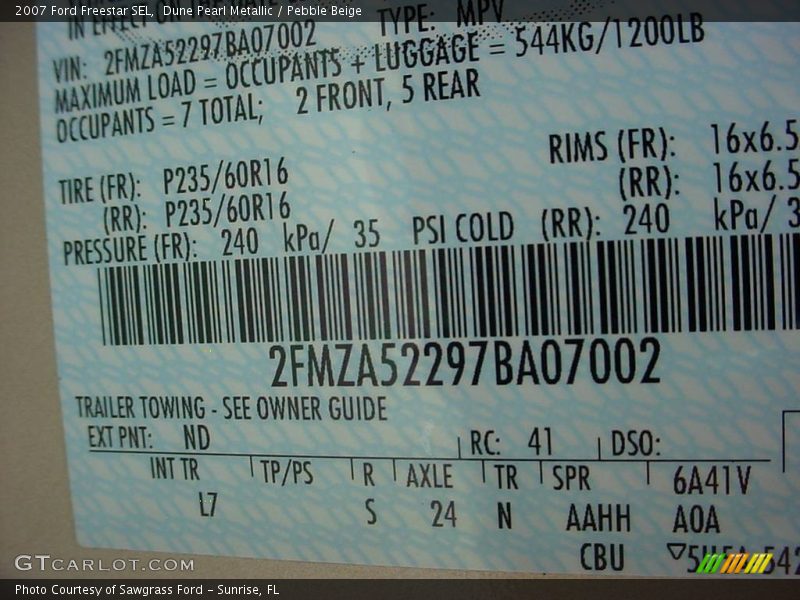 2007 Ford Freestar SEL, Dune Pearl Metallic / Pebble Beige
IN EFFECT ON
TYPE: MPV
VIN: 2FMZA52297BA07002
MAXIMUM LOAD = OCCUPANTS + LUGGAGE = 544KG/1200LB
OCCUPANTS = 7 TOTAL; 2 FRONT, 5 REAR
TIRE (FR): P235/60R16 RIMS (FR): 16x6.5
(RR): P235/60R16 (RR): 16x6.5
PRESSURE (FR): 240 kPa/ 35 PSI COLD (RR): 240 kPa/ 3
2FMZA52297BA07002
TRAILER TOWING - SEE OWNER GUIDE
EXT PNT: ND RC: 41 DSO:
INT TR TP/PS R AXLE TR SPR 6A41V
L7 S 24 N AAHH A0A
CBU
GTCARLOT.COM
Photo Courtesy of Sawgrass Ford - Sunrise, FL